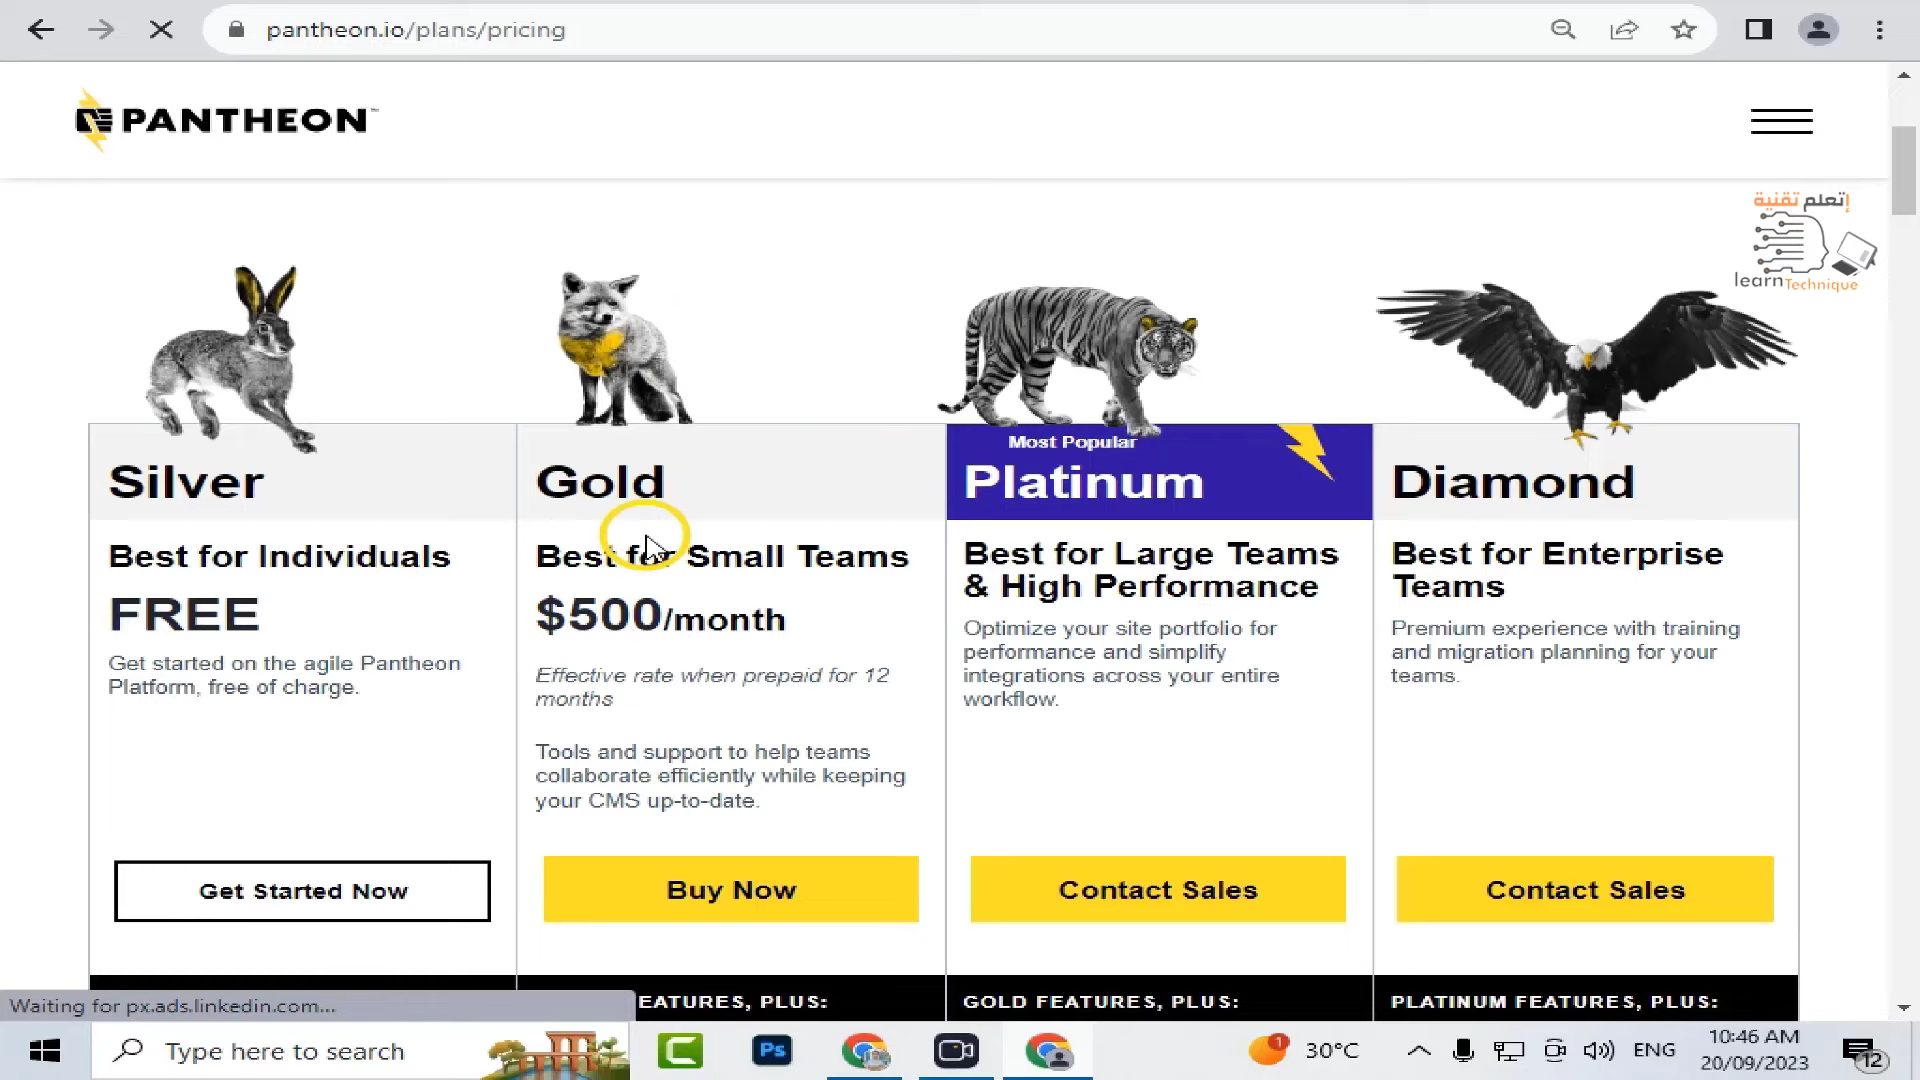 pantheon.io/plans/pricing
PANTHEON™
إتعلم تقنية
learnTechnique
Silver
Gold
Most Popular
Platinum
Diamond
Best for Individuals
FREE
Get started on the agile Pantheon
Platform, free of charge.
Best for Small Teams
$500/month
Effective rate when prepaid for 12
months
Tools and support to help teams
collaborate efficiently while keeping
your CMS up-to-date.
Best for Large Teams
& High Performance
Optimize your site portfolio for
performance and simplify
integrations across your entire
workflow.
Best for Enterprise
Teams
Premium experience with training
and migration planning for your
teams.
Get Started Now
Buy Now
Contact Sales
Contact Sales
EATURES, PLUS:
GOLD FEATURES, PLUS:
PLATINUM FEATURES, PLUS:
Waiting for px.ads.linkedin.com...
Type here to search
C
Ps
1
30°C
ENG
10:46 AM
20/09/2023
12